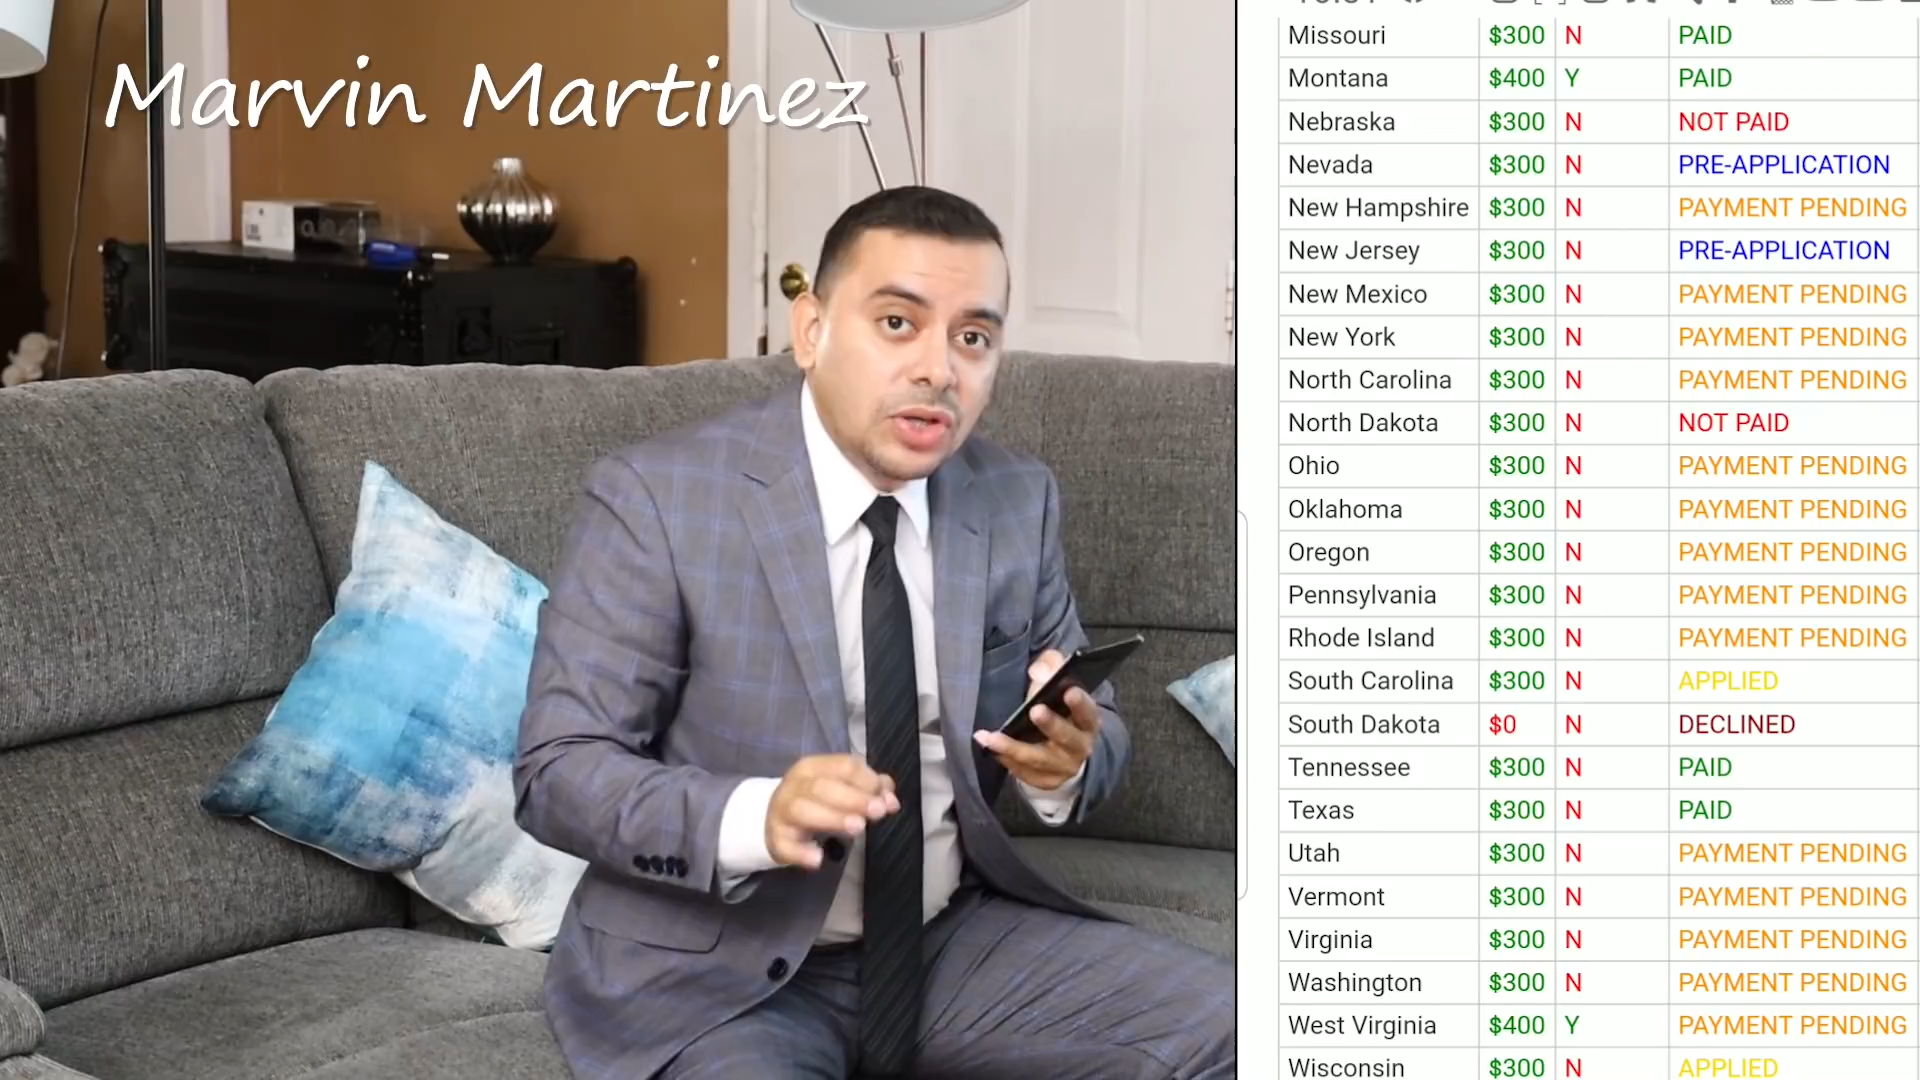 Marvin Martinez
Missouri $300 N PAID
Montana $400 Y PAID
Nebraska $300 N NOT PAID
Nevada $300 N PRE-APPLICATION
New Hampshire $300 N PAYMENT PENDING
New Jersey $300 N PRE-APPLICATION
New Mexico $300 N PAYMENT PENDING
New York $300 N PAYMENT PENDING
North Carolina $300 N PAYMENT PENDING
North Dakota $300 N NOT PAID
Ohio $300 N PAYMENT PENDING
Oklahoma $300 N PAYMENT PENDING
Oregon $300 N PAYMENT PENDING
Pennsylvania $300 N PAYMENT PENDING
Rhode Island $300 N PAYMENT PENDING
South Carolina $300 N APPLIED
South Dakota $0 N DECLINED
Tennessee $300 N PAID
Texas $300 N PAID
Utah $300 N PAYMENT PENDING
Vermont $300 N PAYMENT PENDING
Virginia $300 N PAYMENT PENDING
Washington $300 N PAYMENT PENDING
West Virginia $400 Y PAYMENT PENDING
Wisconsin $300 N APPLIED